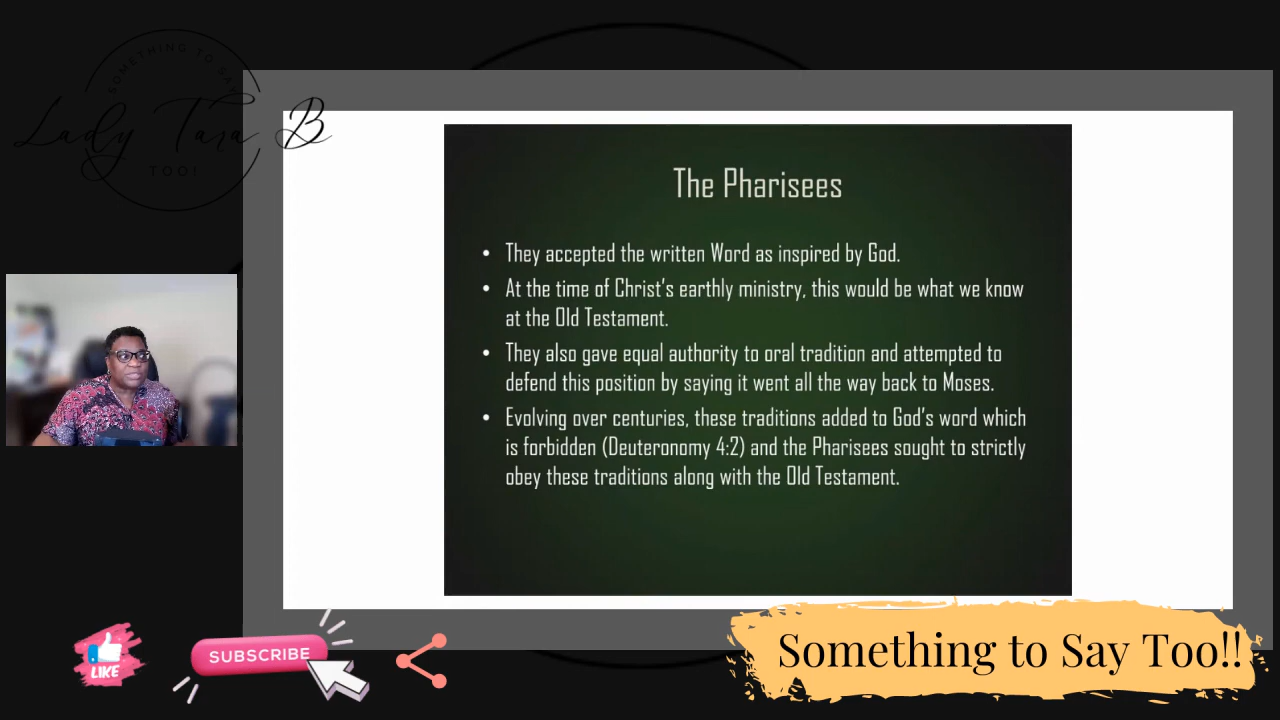 SOMETHING TO SAY
Lady Tara B
TOO!
The Pharisees
• They accepted the written Word as inspired by God.
• At the time of Christ's earthly ministry, this would be what we know
at the Old Testament.
• They also gave equal authority to oral tradition and attempted to
defend this position by saying it went all the way back to Moses.
• Evolving over centuries, these traditions added to God's word which
is forbidden (Deuteronomy 4:2) and the Pharisees sought to strictly
obey these traditions along with the Old Testament.
LIKE
SUBSCRIBE
Something to Say Too!!